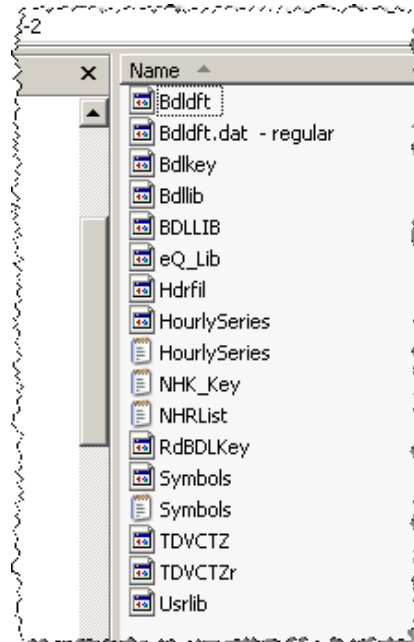 -2
Name
Bdldft
Bdldft.dat - regular
Bdlkey
Bdllib
BDLLIB
eQ_Lib
Hdrfil
HourlySeries
HourlySeries
NHK_Key
NHRList
RdBDLKey
Symbols
Symbols
TDVCTZ
TDVCTZr
Usrlib